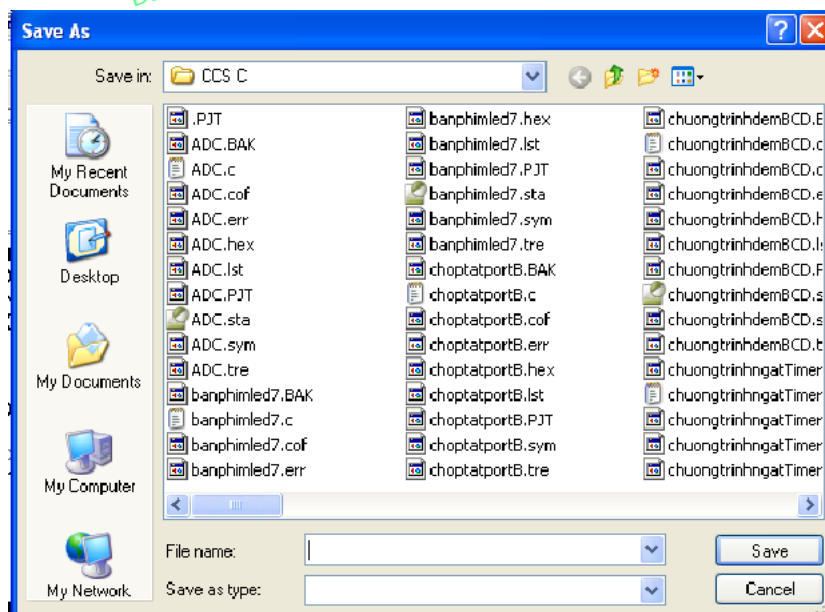 Save As
Save in:
CCS C
My Recent
Documents
Desktop
My Documents
My Computer
My Network
.PJT
ADC.BAK
ADC.c
ADC.cof
ADC.err
ADC.hex
ADC.lst
ADC.PJT
ADC.sta
ADC.sym
ADC.tre
banphimled7.BAK
banphimled7.c
banphimled7.cof
banphimled7.err
banphimled7.hex
banphimled7.lst
banphimled7.PJT
banphimled7.sta
banphimled7.sym
banphimled7.tre
choptatportB.BAK
choptatportB.c
choptatportB.cof
choptatportB.err
choptatportB.hex
choptatportB.lst
choptatportB.PJT
choptatportB.sym
choptatportB.tre
chuongtrinhdemBCD.
chuongtrinhdemBCD.c
chuongtrinhdemBCD.c
chuongtrinhdemBCD.e
chuongtrinhdemBCD.h
chuongtrinhdemBCD.l
chuongtrinhdemBCD.
chuongtrinhdemBCD.s
chuongtrinhdemBCD.s
chuongtrinhdemBCD.t
chuongtrinhngatTimer
chuongtrinhngatTimer
chuongtrinhngatTimer
chuongtrinhngatTimer
chuongtrinhngatTimer
File name:
Save
Save as type:
Cancel